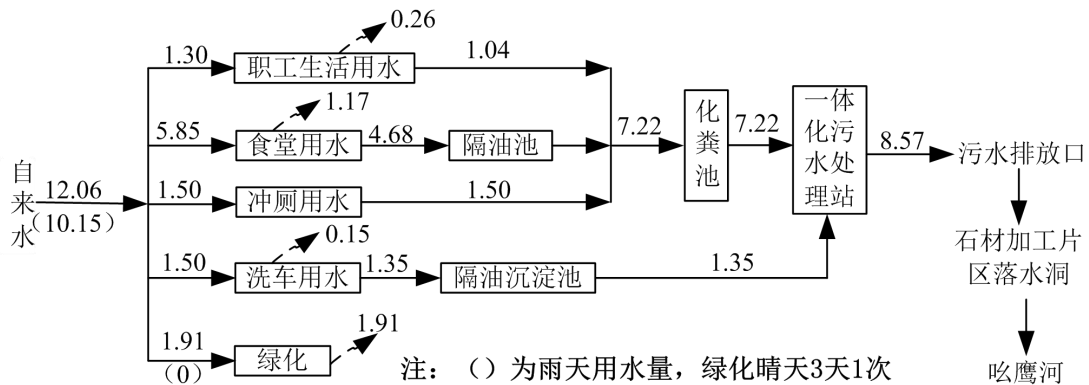 0.26
1.30
职工生活用水
1.04
1.17
5.85
食堂用水
4.68
隔油池
7.22
化粪池
7.22
一体化污水处理站
8.57
污水排放口
自来水
12.06
(10.15)
1.50
冲厕用水
1.50
0.15
1.50
洗车用水
1.35
隔油沉淀池
1.35
石材加工片
区落水洞
1.91
(0)
绿化
1.91
吆鹰河
注：（）为雨天用水量，绿化晴天3天1次